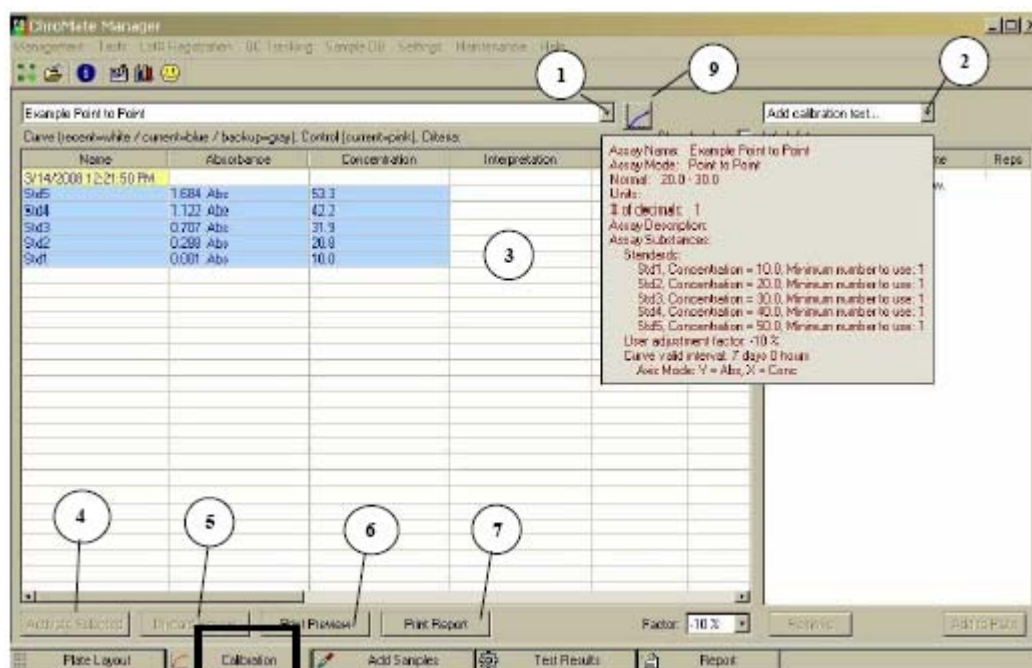 ChroMate Manager
Management Tests Lot# Registration QC Tracking Sample DB Settings Maintenance Help
1
9
2
Example Point to Point
Add calibration test...
Curve (recent=white / current=blue / backup=gray), Control (current=pink), Criteria:
Name Absorbance Concentration Interpretation
Reps
3/14/2008 12:21:50 PM
Std5 1.684 Abs 53.3
Std4 1.122 Abs 42.2
Std3 0.707 Abs 31.9
Std2 0.288 Abs 20.8
Std1 0.081 Abs 10.0
3
Assay Name: Example Point to Point
Assay Mode: Point to Point
Normal: 20.0 - 30.0
Units:
# of decimals: 1
Assay Description:
Assay Substances:
Standards:
Std1, Concentration = 10.0, Minimum number to use: 1
Std2, Concentration = 20.0, Minimum number to use: 1
Std3, Concentration = 30.0, Minimum number to use: 1
Std4, Concentration = 40.0, Minimum number to use: 1
Std5, Concentration = 50.0, Minimum number to use: 1
User adjustment factor: -10 %
Curve valid interval: 7 days 0 hours
Axis Mode: Y = Abs, X = Conc
4
5
6
7
Activate Selected
Print Preview
Print Report
Factor: -10 %
Remove
Add to Plate
Plate Layout
Calibration
Add Samples
Test Results
Report